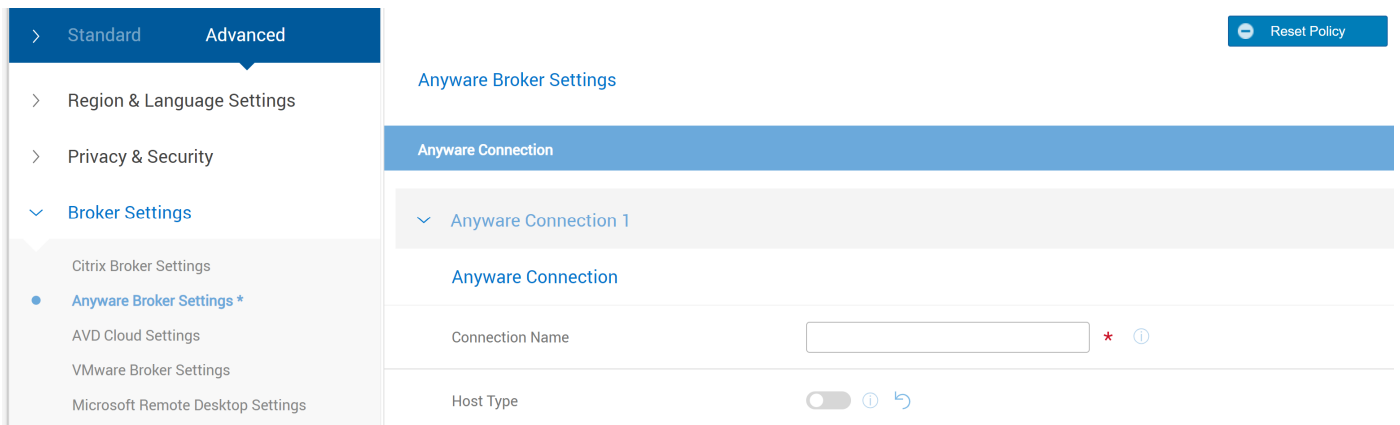 Standard Advanced
Reset Policy
Region & Language Settings
Privacy & Security
Broker Settings
Citrix Broker Settings
Anyware Broker Settings *
AVD Cloud Settings
VMware Broker Settings
Microsoft Remote Desktop Settings
Anyware Broker Settings
Anyware Connection
Anyware Connection 1
Anyware Connection
Connection Name *
Host Type